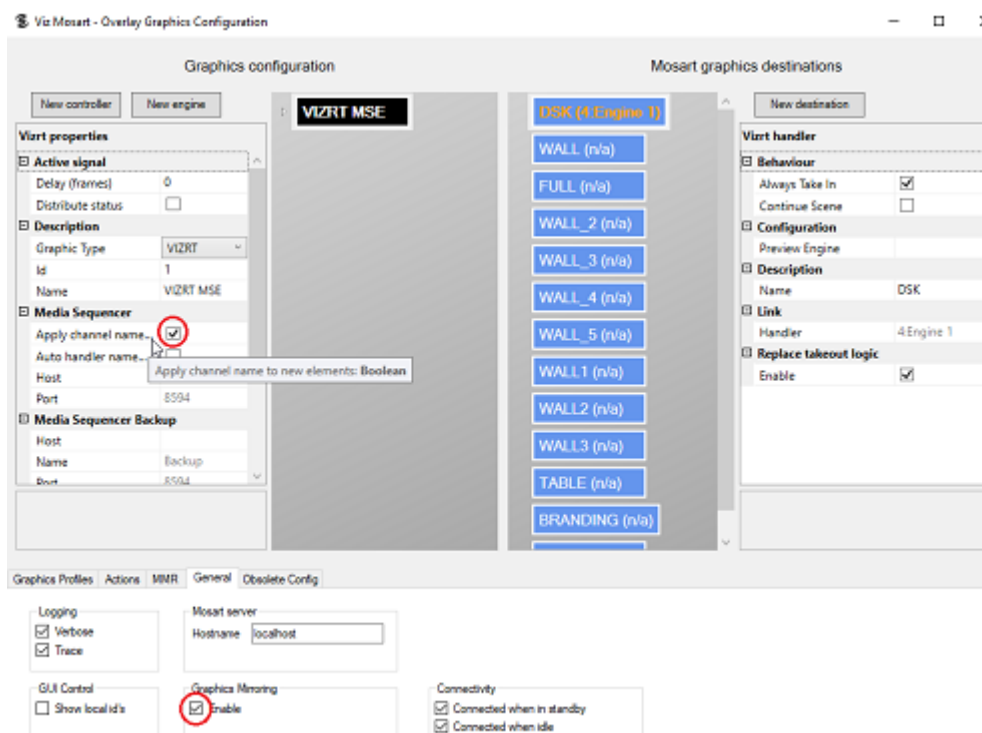 Viz Mosart - Overlay Graphics Configuration
Graphics configuration
Mosart graphics destinations
New controller
New engine
Vizrt properties
Active signal
Delay (frames) 0
Distribute status
Description
Graphic Type VIZRT
Id 1
Name VIZRT MSE
Media Sequencer
Apply channel name...
Auto handler name...
Host
Port 8594
Apply channel name to new elements: Boolean
Media Sequencer Backup
Host
Name Backup
Port 8594
VIZRT MSE
DSK (4:Engine 1)
WALL (n/a)
FULL (n/a)
WALL_2 (n/a)
WALL_3 (n/a)
WALL_4 (n/a)
WALL_5 (n/a)
WALL1 (n/a)
WALL2 (n/a)
WALL3 (n/a)
TABLE (n/a)
BRANDING (n/a)
New destination
Vizrt handler
Behaviour
Always Take In
Continue Scene
Configuration
Preview Engine
Description
Name DSK
Link
Handler 4:Engine 1
Replace takeout logic
Enable
Graphics Profiles Actions MMR General Obsolete Config
Logging
Verbose
Trace
Mosart server
Hostname localhost
GUI Control
Show local id's
Graphics Mirroring
Enable
Connectivity
Connected when in standby
Connected when idle